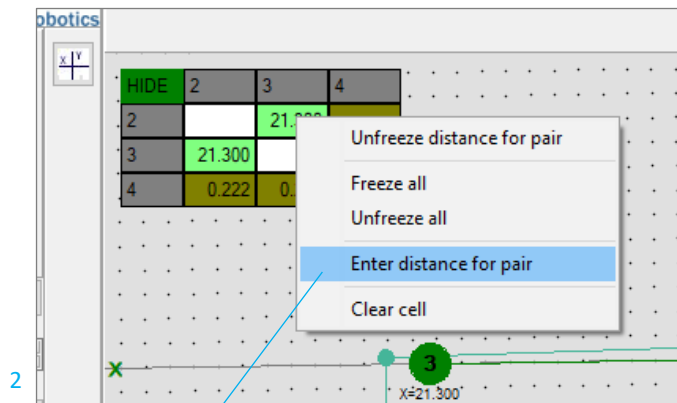 obotics
X Y
HIDE 2 3 4
2
3 21.300
4 0.222
Unfreeze distance for pair
Freeze all
Unfreeze all
Enter distance for pair
Clear cell
2
X
3
X=21.300